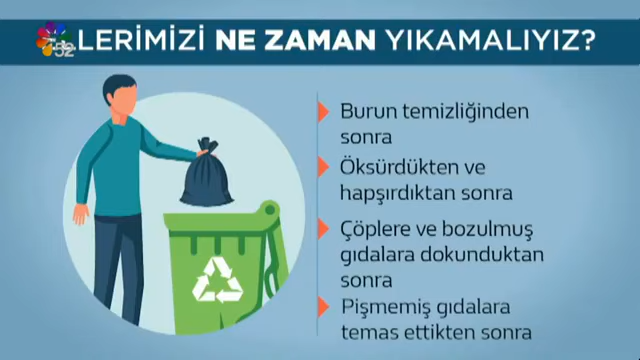 LERİMİZİ NE ZAMAN YIKAMALIYIZ?
52
Burun temizliğinden
sonra
Öksürdükten ve
hapşırdıktan sonra
Çöplere ve bozulmuş
gıdalara dokunduktan
sonra
Pişmemiş gıdalara
temas ettikten sonra